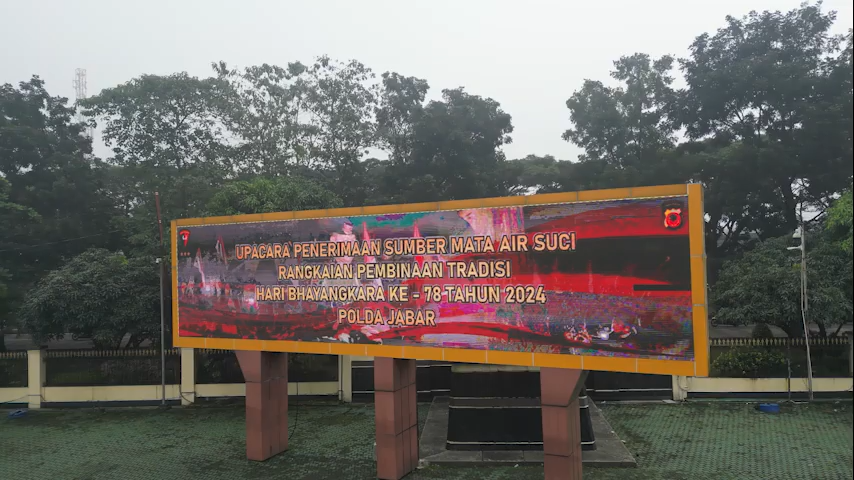 UPACARA PENERIMAAN SUMBER MATA AIR SUCI
RANGKAIAN PEMBINAAN TRADISI
HARI BHAYANGKARA KE - 78 TAHUN 2024
POLDA JABAR